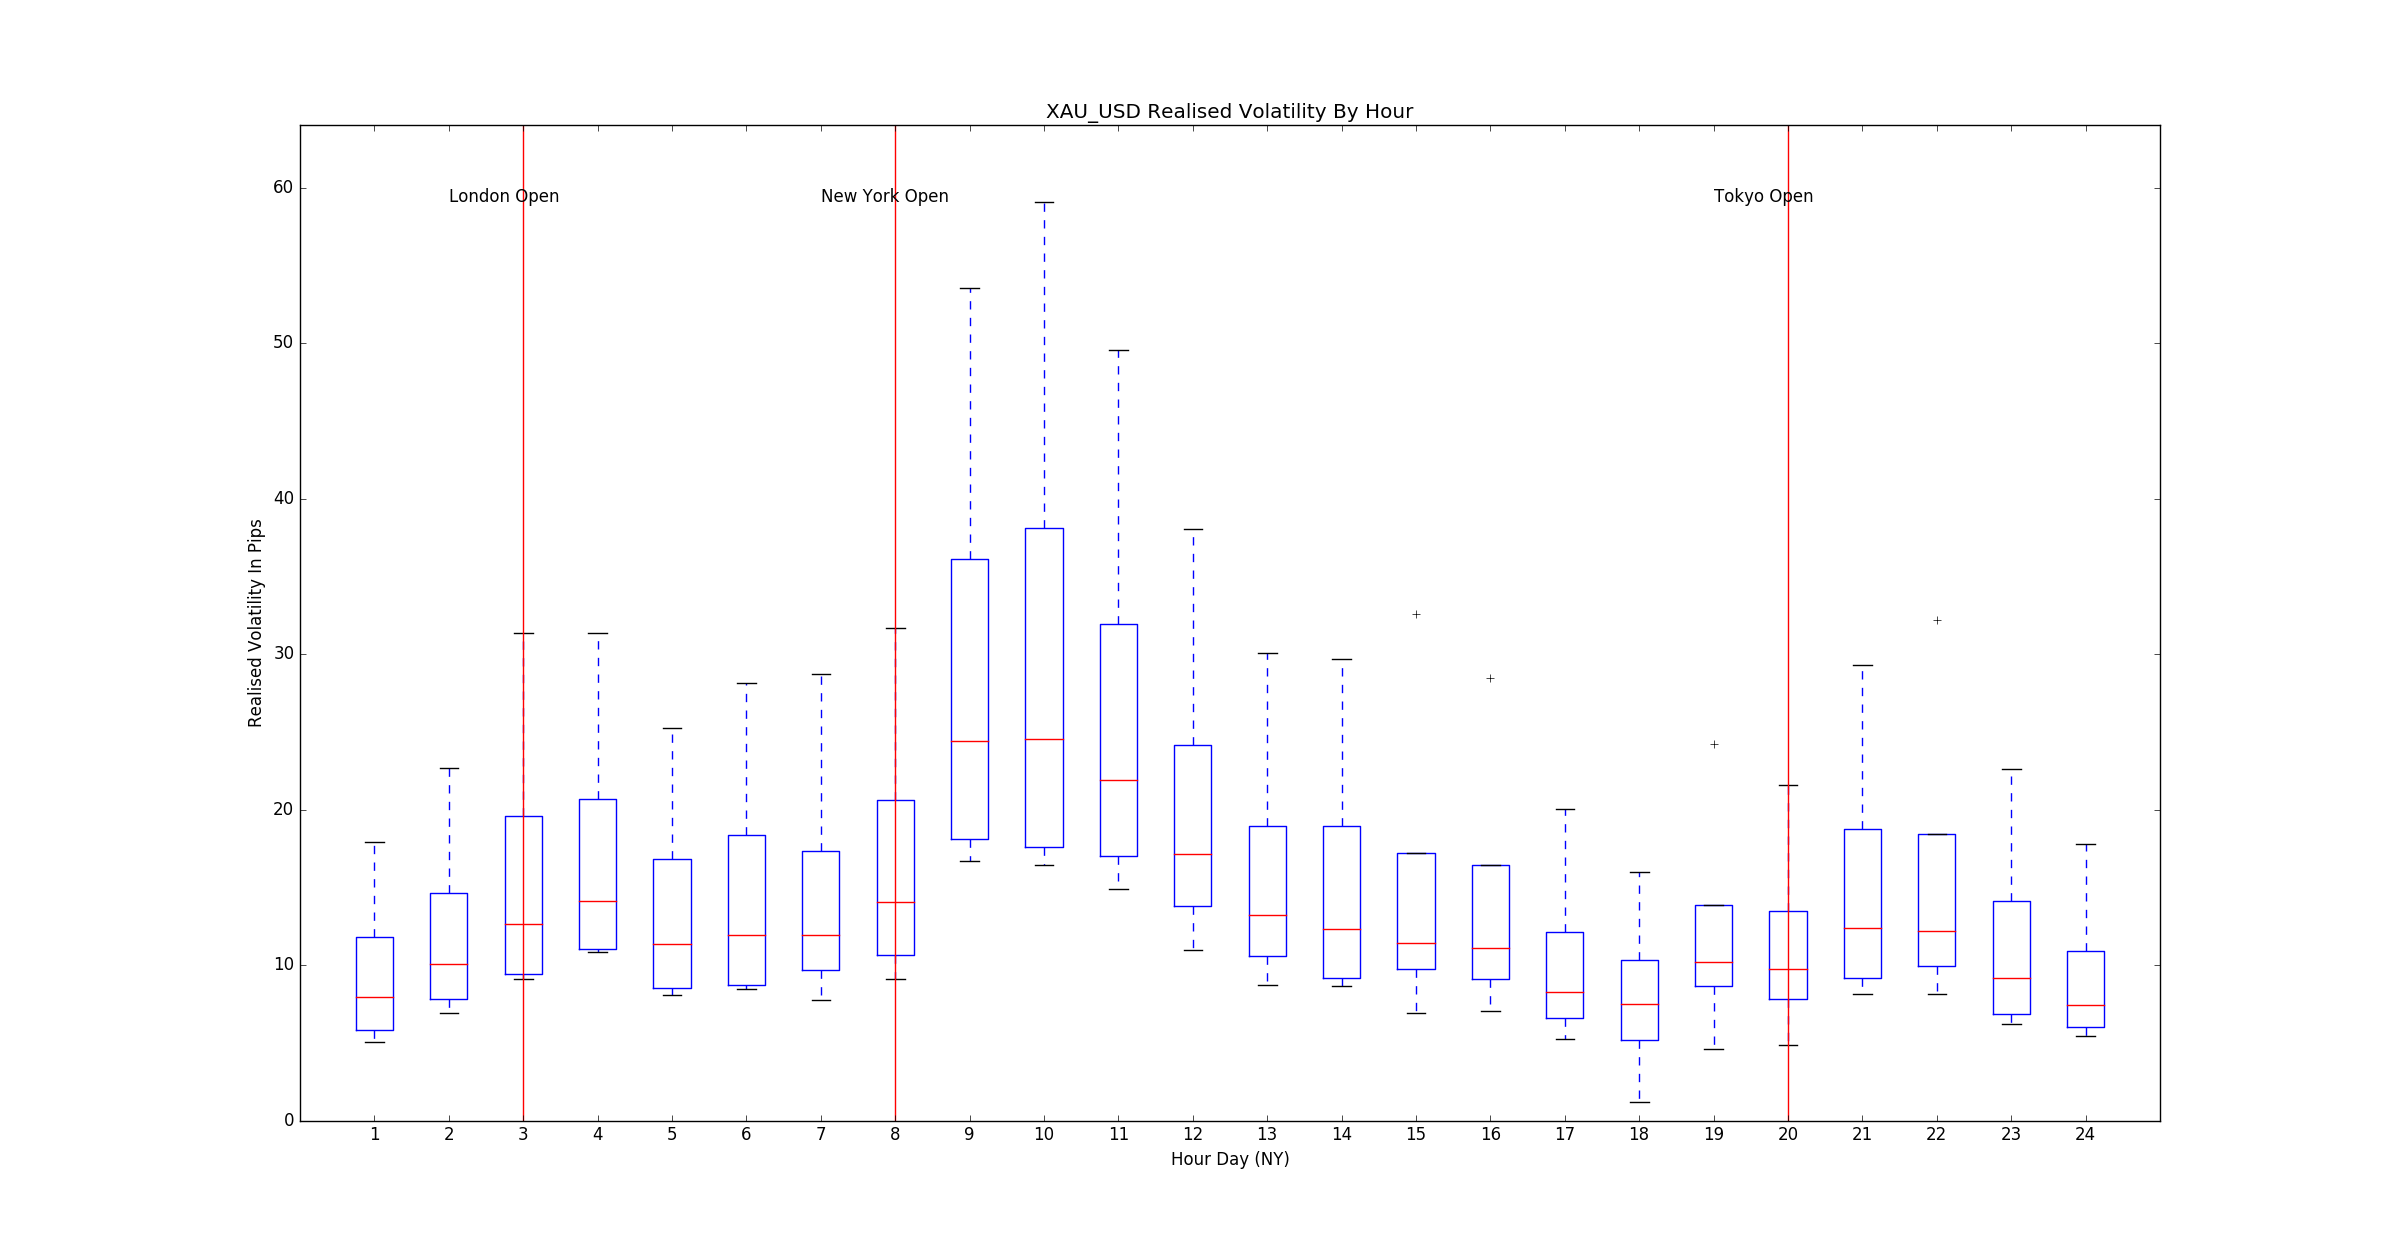 XAU_USD Realised Volatility By Hour
London Open
New York Open
Tokyo Open
60
50
40
30
20
10
0
Realised Volatility In Pips
1 2 3 4 5 6 7 8 9 10 11 12 13 14 15 16 17 18 19 20 21 22 23 24
Hour Day (NY)